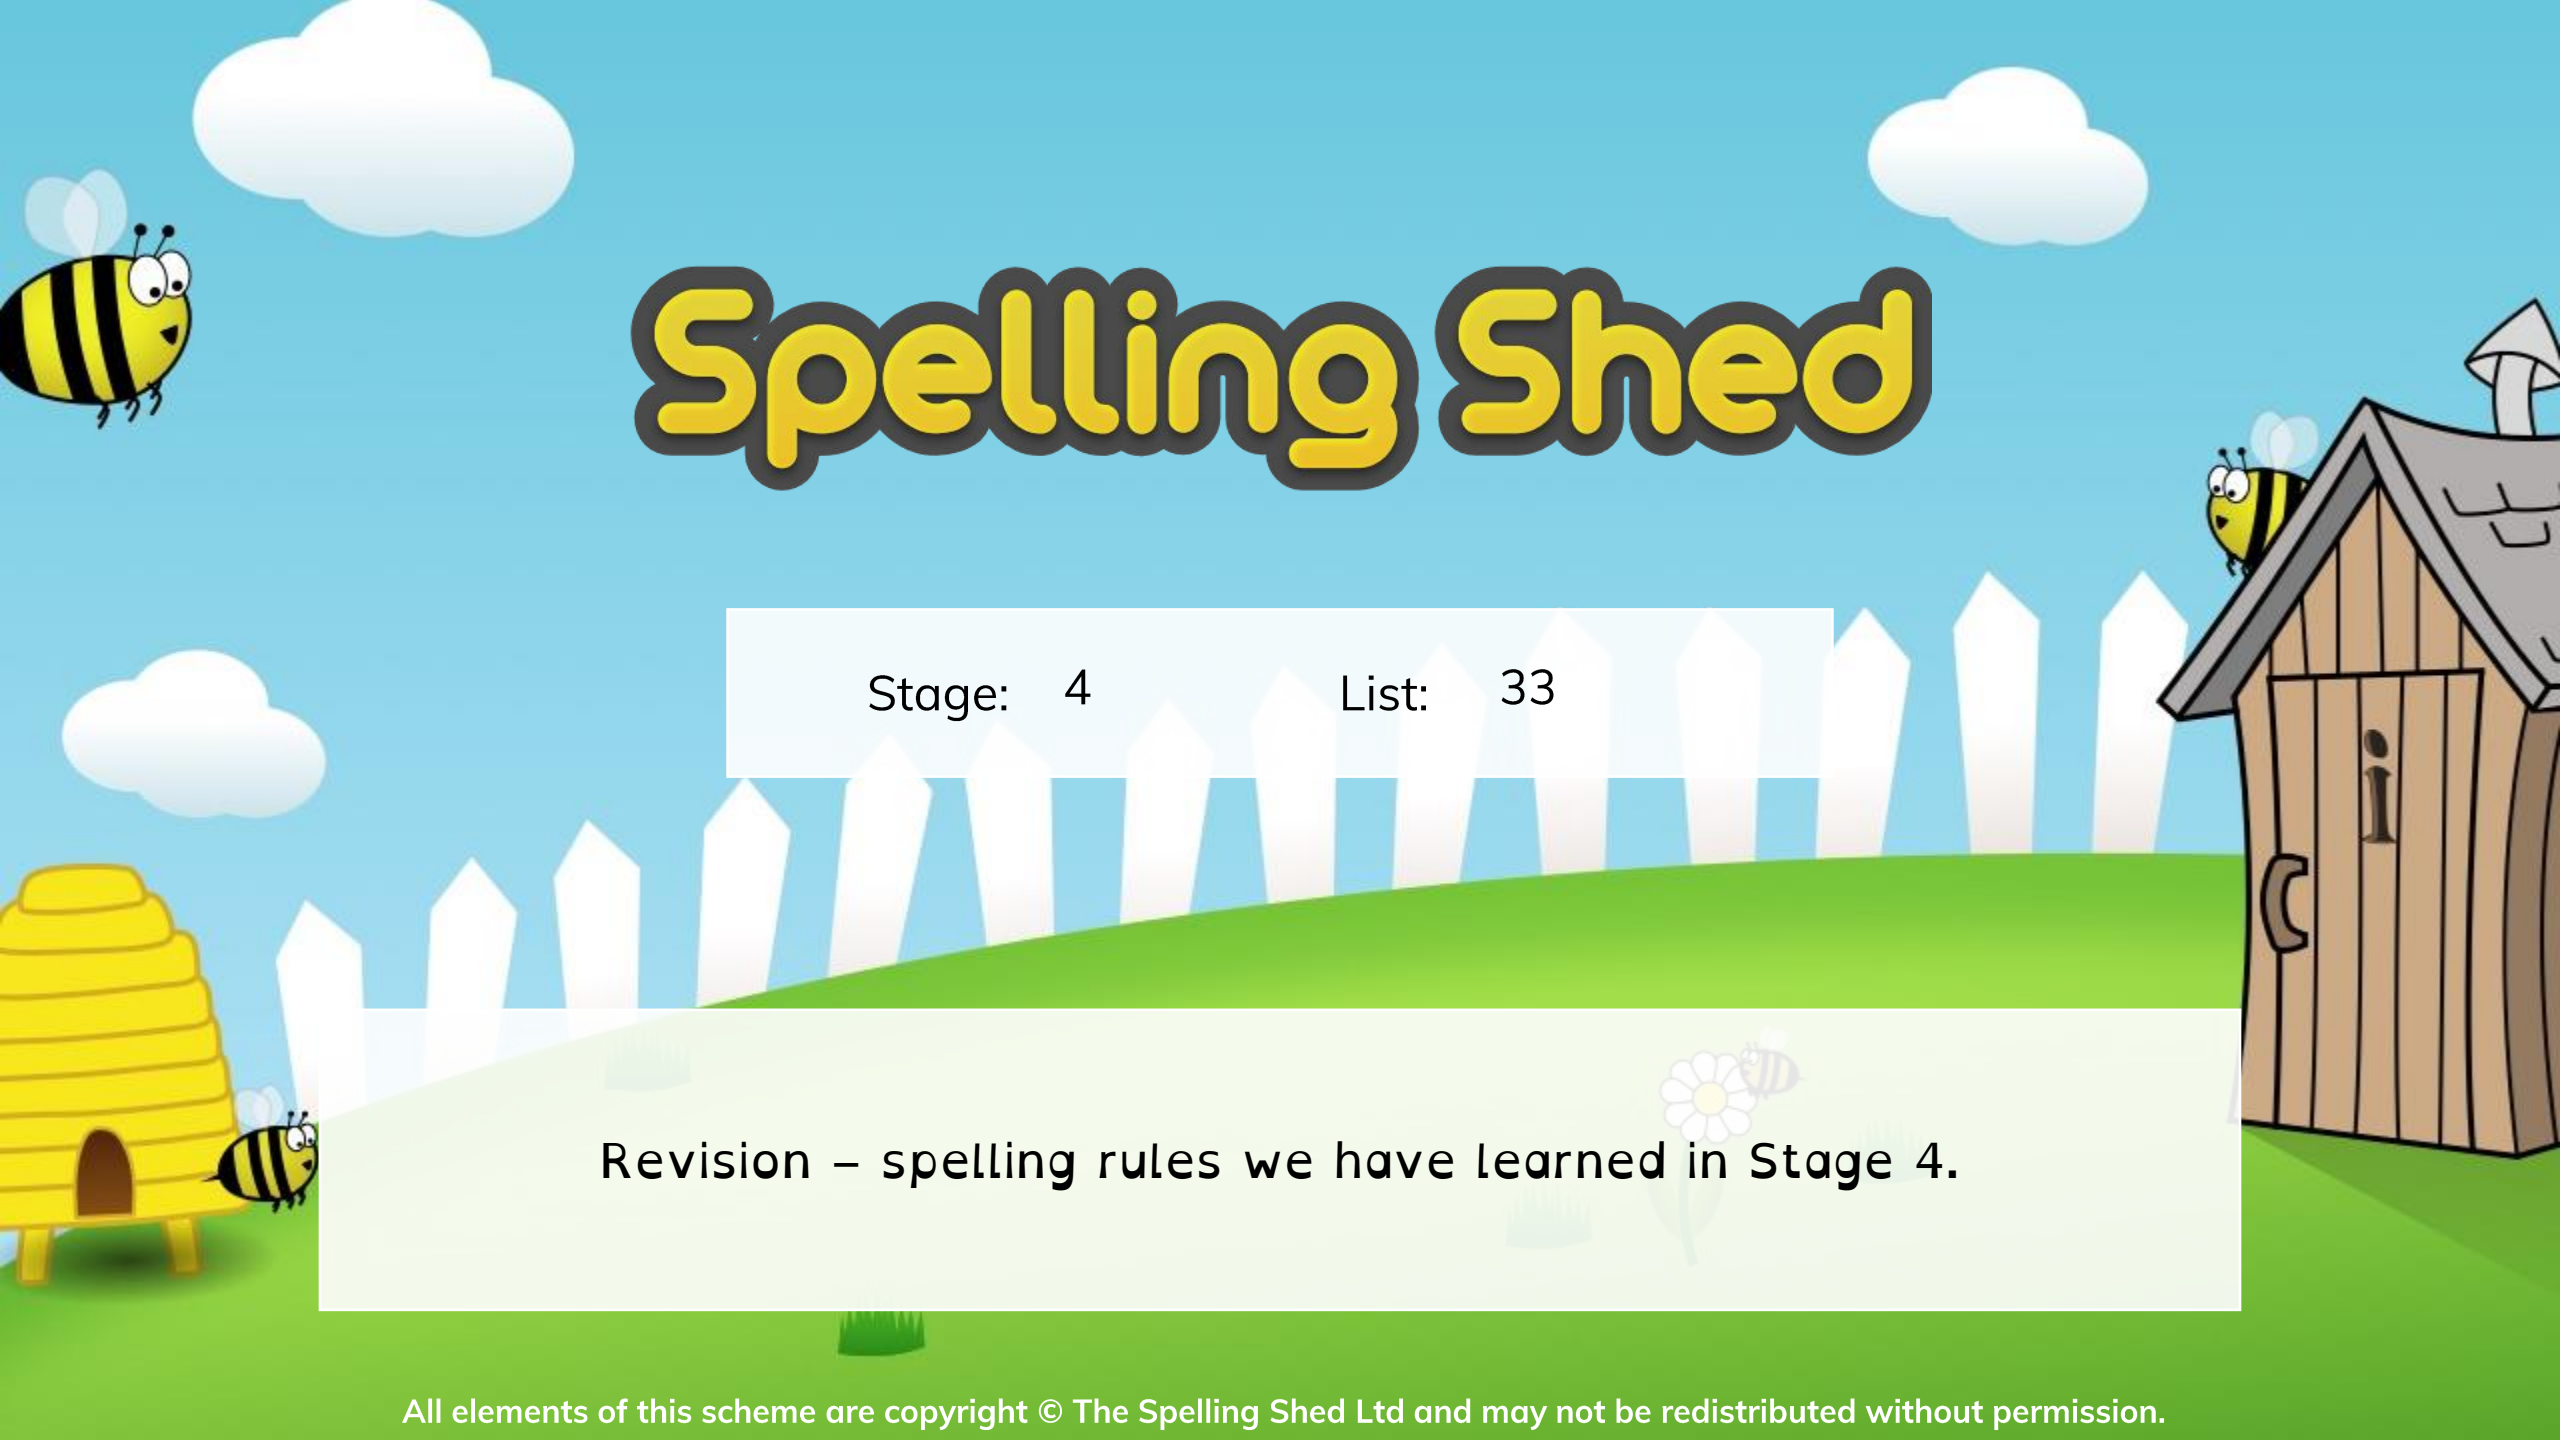 Spelling Shed
Stage: 4 List: 33
i
Revision – spelling rules we have learned in Stage 4.
All elements of this scheme are copyright © The Spelling Shed Ltd and may not be redistributed without permission.